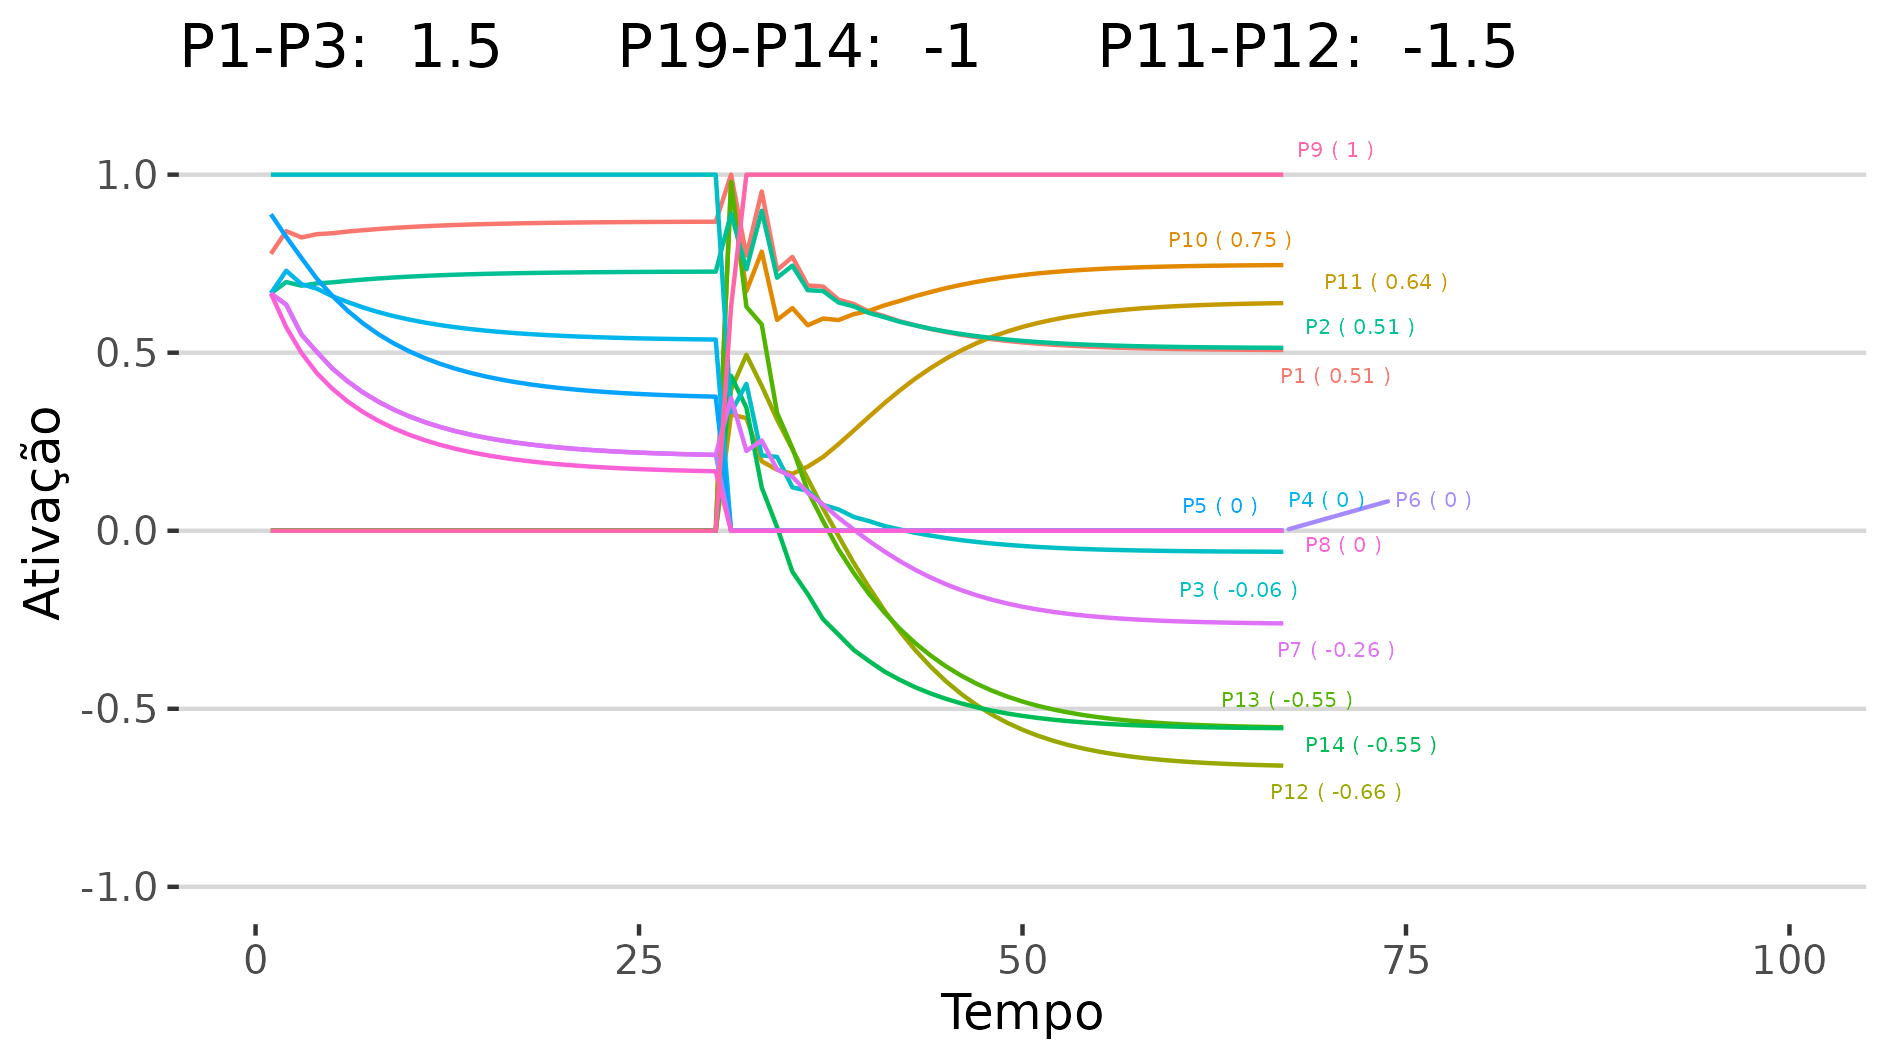 P1-P3:  1.5      P19-P14:  -1      P11-P12:  -1.5
P9 ( 1 )
1.0
P10 ( 0.75 )
P11 ( 0.64 )
P2 ( 0.51 )
0.5
P1 ( 0.51 )
P5 ( 0 ) P4 ( 0 ) P6 ( 0 )
0.0
P8 ( 0 )
P3 ( -0.06 )
P7 ( -0.26 )
P13 ( -0.55 )
-0.5
P14 ( -0.55 )
P12 ( -0.66 )
-1.0
Ativação
0 25 50 75 100
Tempo